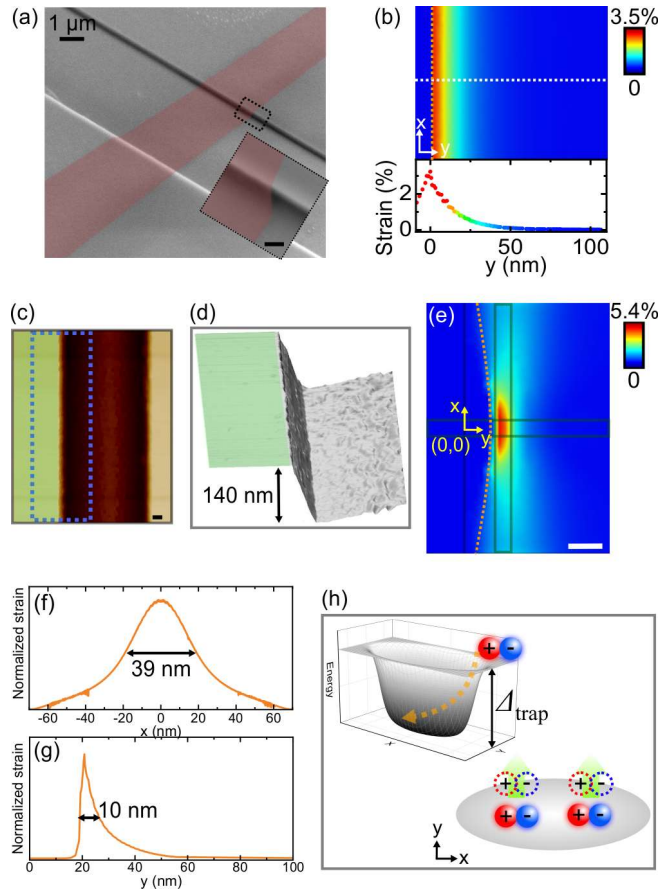 (a)
1 μm
(b)
3.5%
0
x
y
Strain (%)
2
0
0
50
100
y (nm)
(c)
(d)
140 nm
(e)
5.4%
0
x
y
(0,0)
(f)
Normalized strain
39 nm
-60 -40 -20 0 20 40 60
x (nm)
(g)
Normalized strain
10 nm
0 20 40 60 80 100
y (nm)
(h)
Energy
x
y
+ -
Δtrap
+ - + -
+ - + -
y
x